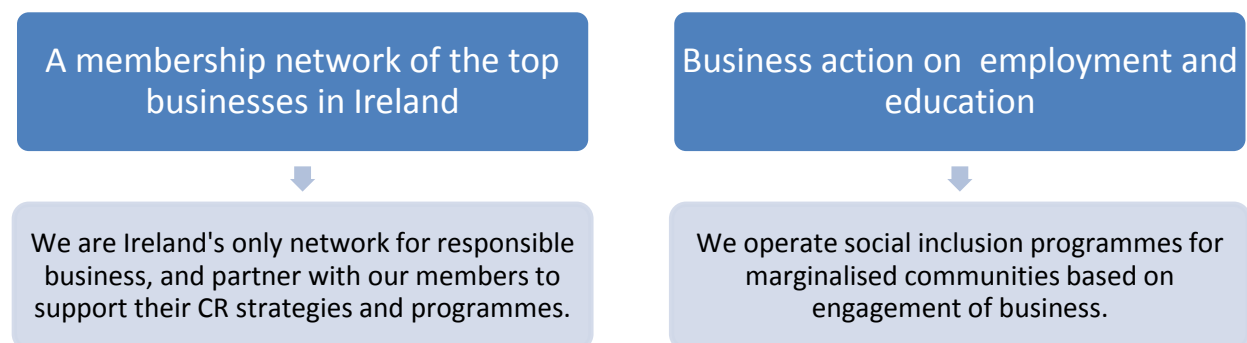 A membership network of the top
businesses in Ireland
We are Ireland's only network for responsible
business, and partner with our members to
support their CR strategies and programmes.
Business action on  employment and
education
We operate social inclusion programmes for
marginalised communities based on
engagement of business.